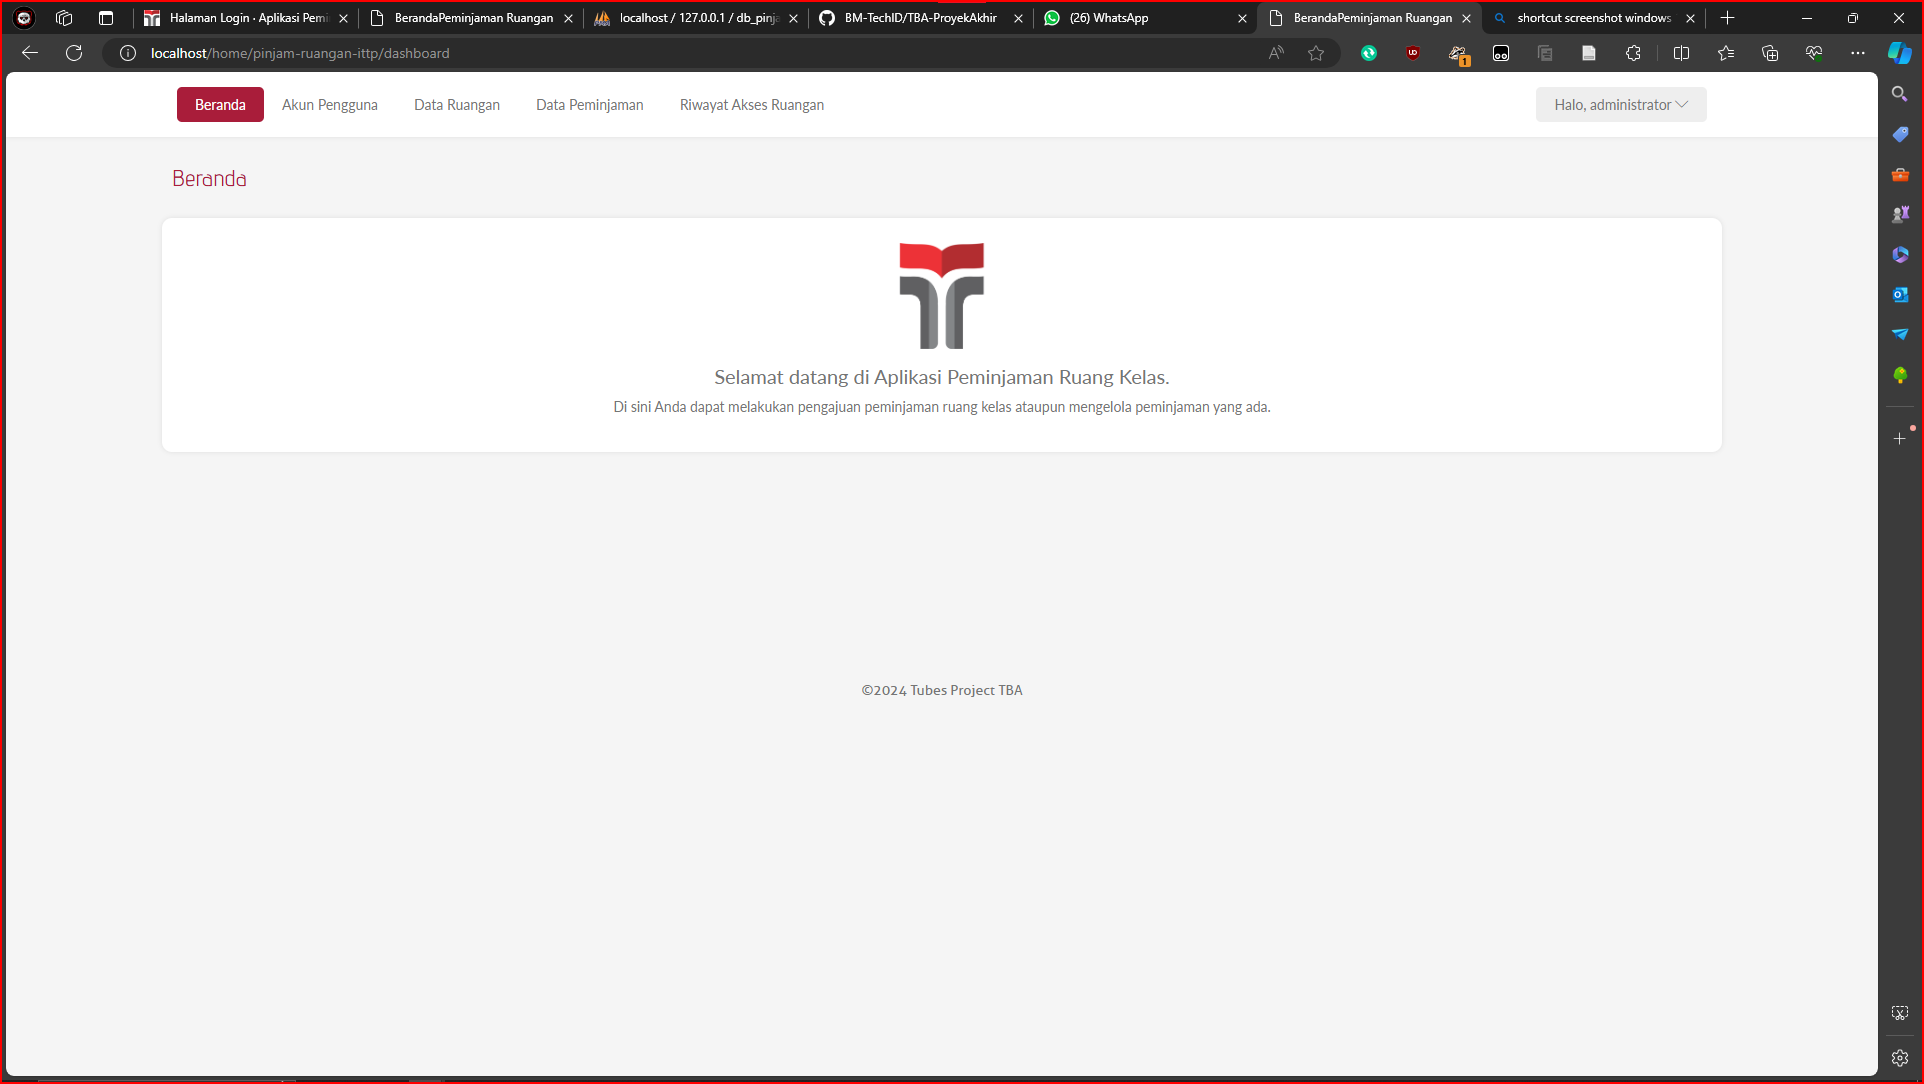 Halaman Login · Aplikasi Pemi
BerandaPeminjaman Ruangan
localhost / 127.0.0.1 / db_pinja
BM-TechID/TBA-ProyekAkhir
(26) WhatsApp
BerandaPeminjaman Ruangan
shortcut screenshot windows
localhost/home/pinjam-ruangan-ittp/dashboard
1
Beranda
Akun Pengguna
Data Ruangan
Data Peminjaman
Riwayat Akses Ruangan
Halo, administrator
Beranda
Selamat datang di Aplikasi Peminjaman Ruang Kelas.
Di sini Anda dapat melakukan pengajuan peminjaman ruang kelas ataupun mengelola peminjaman yang ada.
©2024 Tubes Project TBA